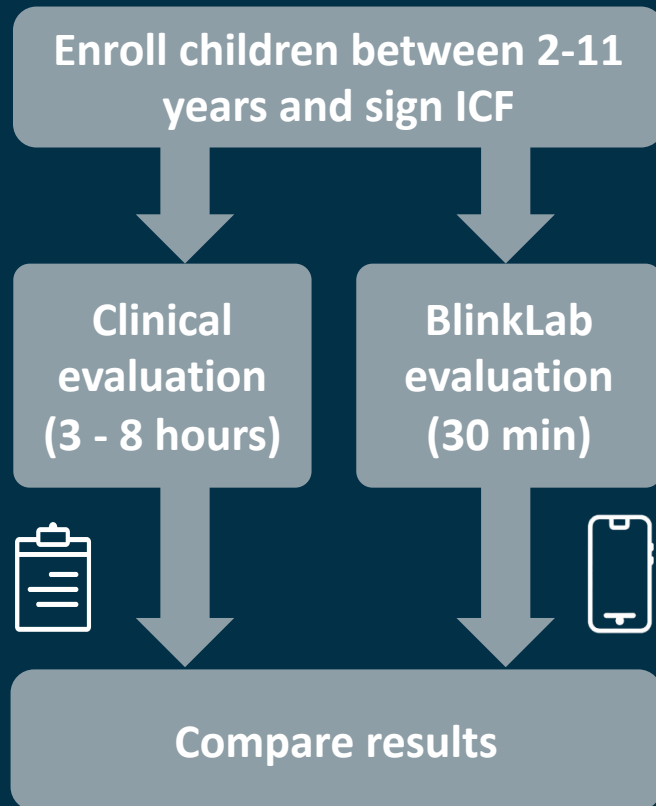 Enroll children between 2-11
years and sign ICF
Clinical
evaluation
(3 - 8 hours)
BlinkLab
evaluation
(30 min)
Compare results